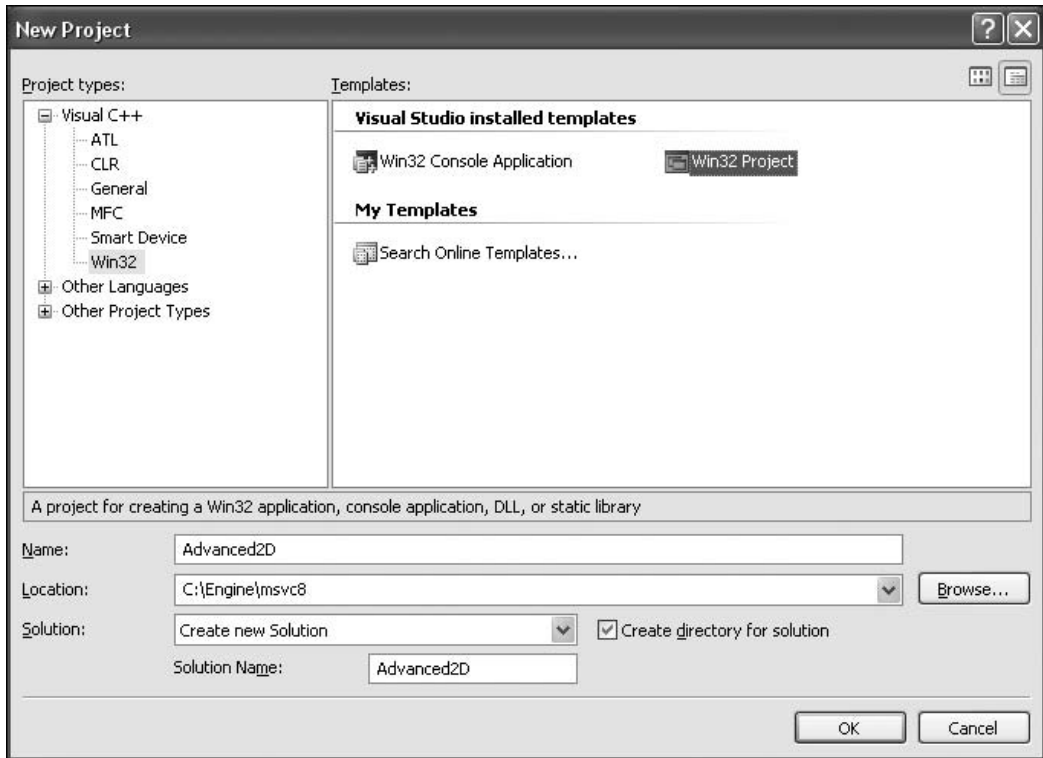 New Project
Project types:
Templates:
Visual C++
ATL
CLR
General
MFC
Smart Device
Win32
Other Languages
Other Project Types
Visual Studio installed templates
Win32 Console Application
Win32 Project
My Templates
Search Online Templates...
A project for creating a Win32 application, console application, DLL, or static library
Name:
Advanced2D
Location:
C:\Engine\msvc8
Browse...
Solution:
Create new Solution
Create directory for solution
Solution Name:
Advanced2D
OK
Cancel